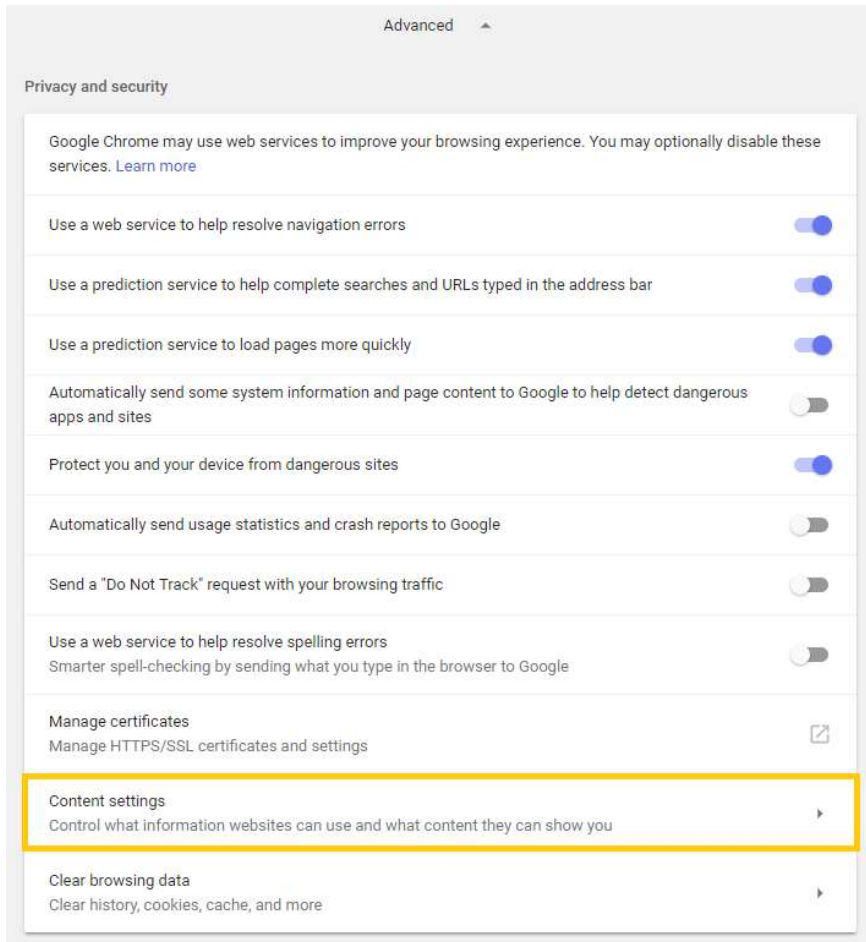 Advanced
Privacy and security
Google Chrome may use web services to improve your browsing experience. You may optionally disable these
services. Learn more
Use a web service to help resolve navigation errors
Use a prediction service to help complete searches and URLs typed in the address bar
Use a prediction service to load pages more quickly
Automatically send some system information and page content to Google to help detect dangerous
apps and sites
Protect you and your device from dangerous sites
Automatically send usage statistics and crash reports to Google
Send a "Do Not Track" request with your browsing traffic
Use a web service to help resolve spelling errors
Smarter spell-checking by sending what you type in the browser to Google
Manage certificates
Manage HTTPS/SSL certificates and settings
Content settings
Control what information websites can use and what content they can show you
Clear browsing data
Clear history, cookies, cache, and more